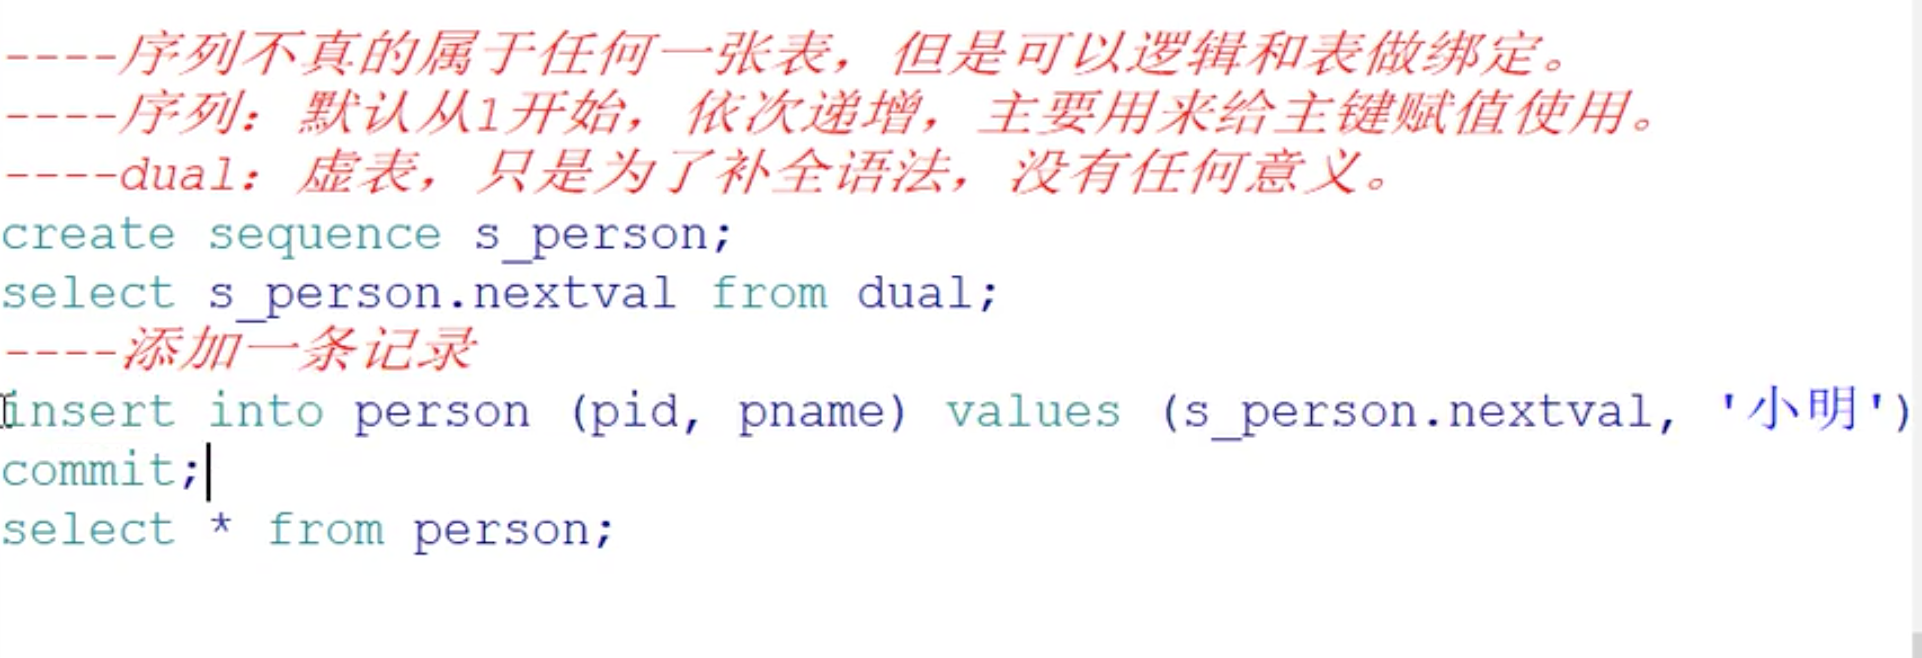 ----序列不真的属于任何一张表，但是可以逻辑和表做绑定。
----序列：默认从1开始，依次递增，主要用来给主键赋值使用。
----dual：虚表，只是为了补全语法，没有任何意义。
create sequence s_person;
select s_person.nextval from dual;
----添加一条记录
insert into person (pid, pname) values (s_person.nextval, '小明')
commit;
select * from person;